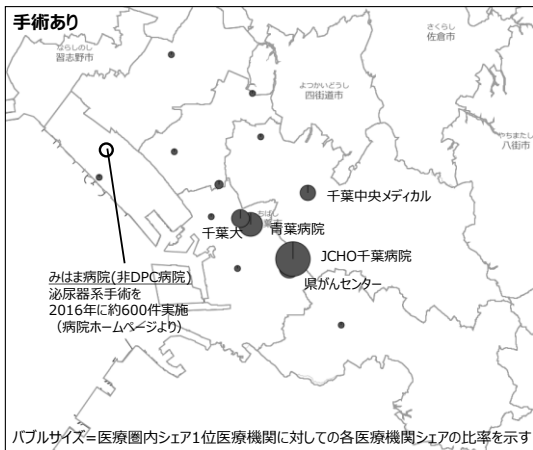 手術あり
さくらし
佐倉市
ならしのし
習志野市
よつかいどうし
四街道市
やちまたし
八街市
千葉中央メディカル
ちばし
千葉大
青葉病院
JCHO千葉病院
県がんセンター
みはま病院(非DPC病院)
泌尿器系手術を
2016年に約600件実施
(病院ホームページより)
バブルサイズ＝医療圏内シェア1位医療機関に対しての各医療機関シェアの比率を示す